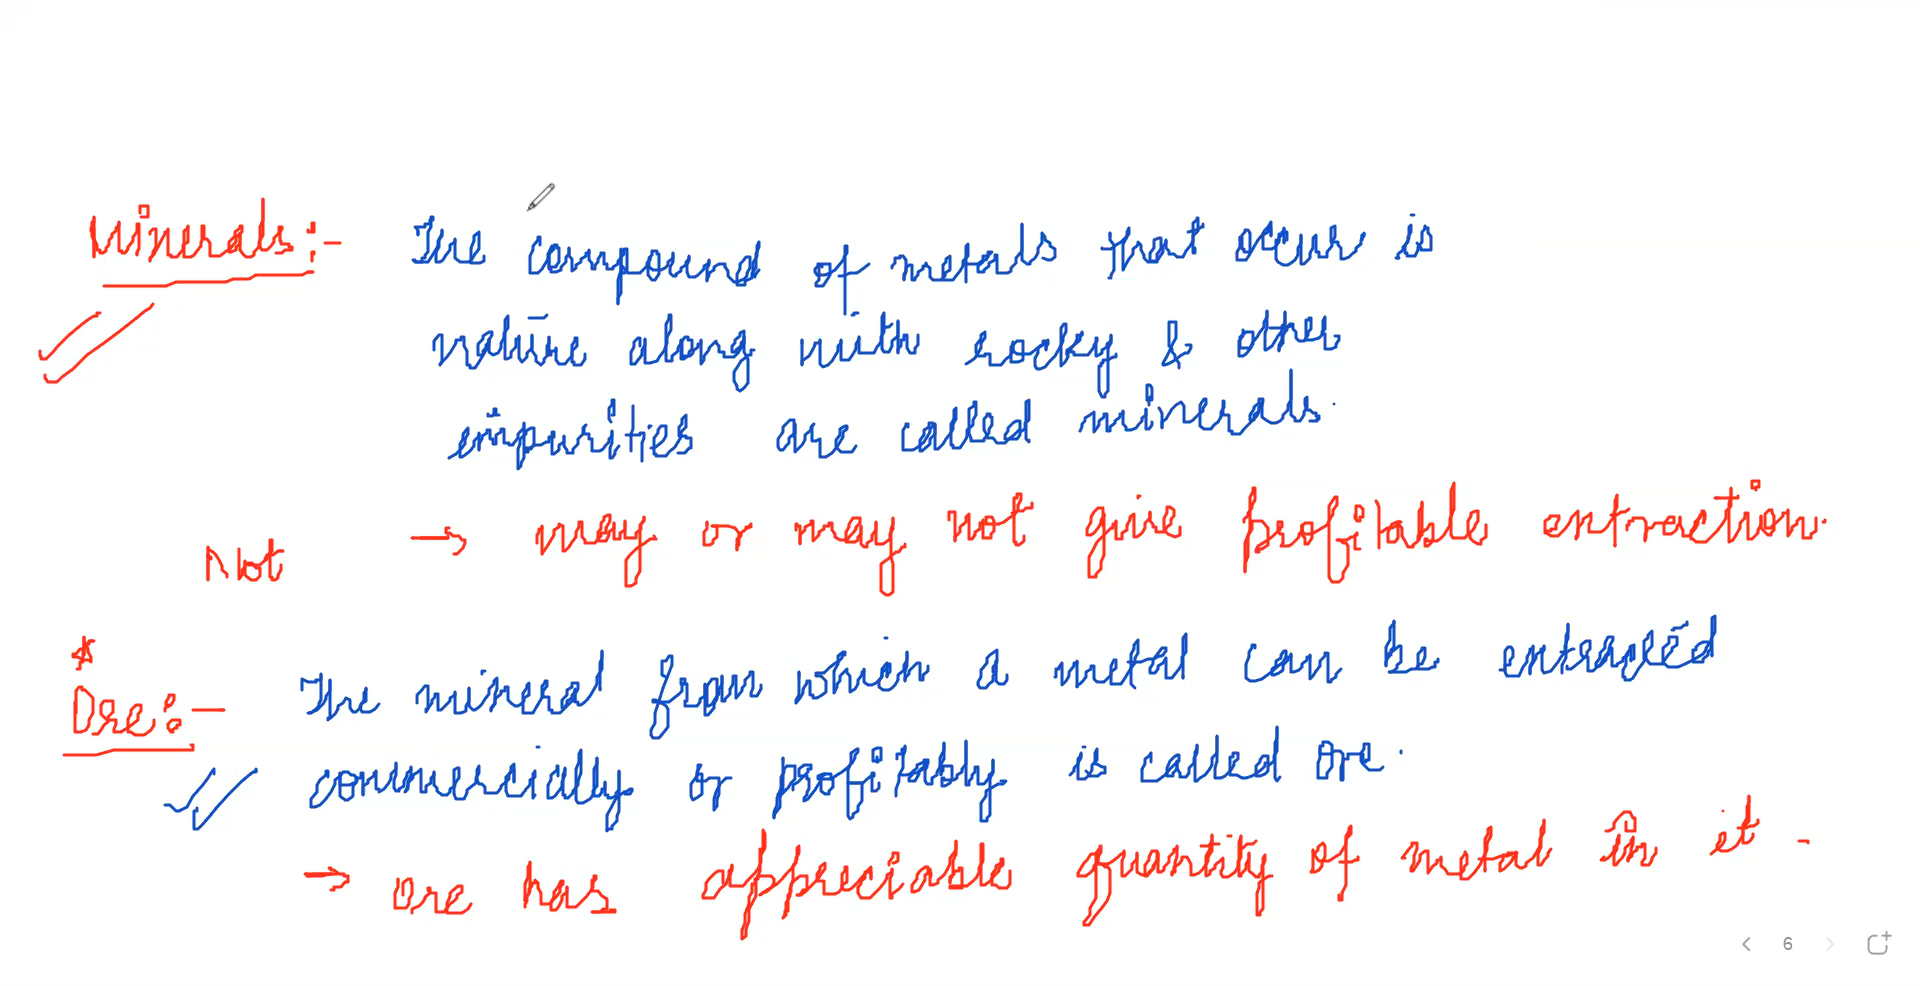 Minerals:- The compound of metals that occur is
nature along with rocky & other
impurities are called minerals.
→ may or may not give profitable extraction.
Not
* Ore:- The mineral from which a metal can be extracted
commercially or profitably is called ore.
→ ore has appreciable quantity of metal in it -
6